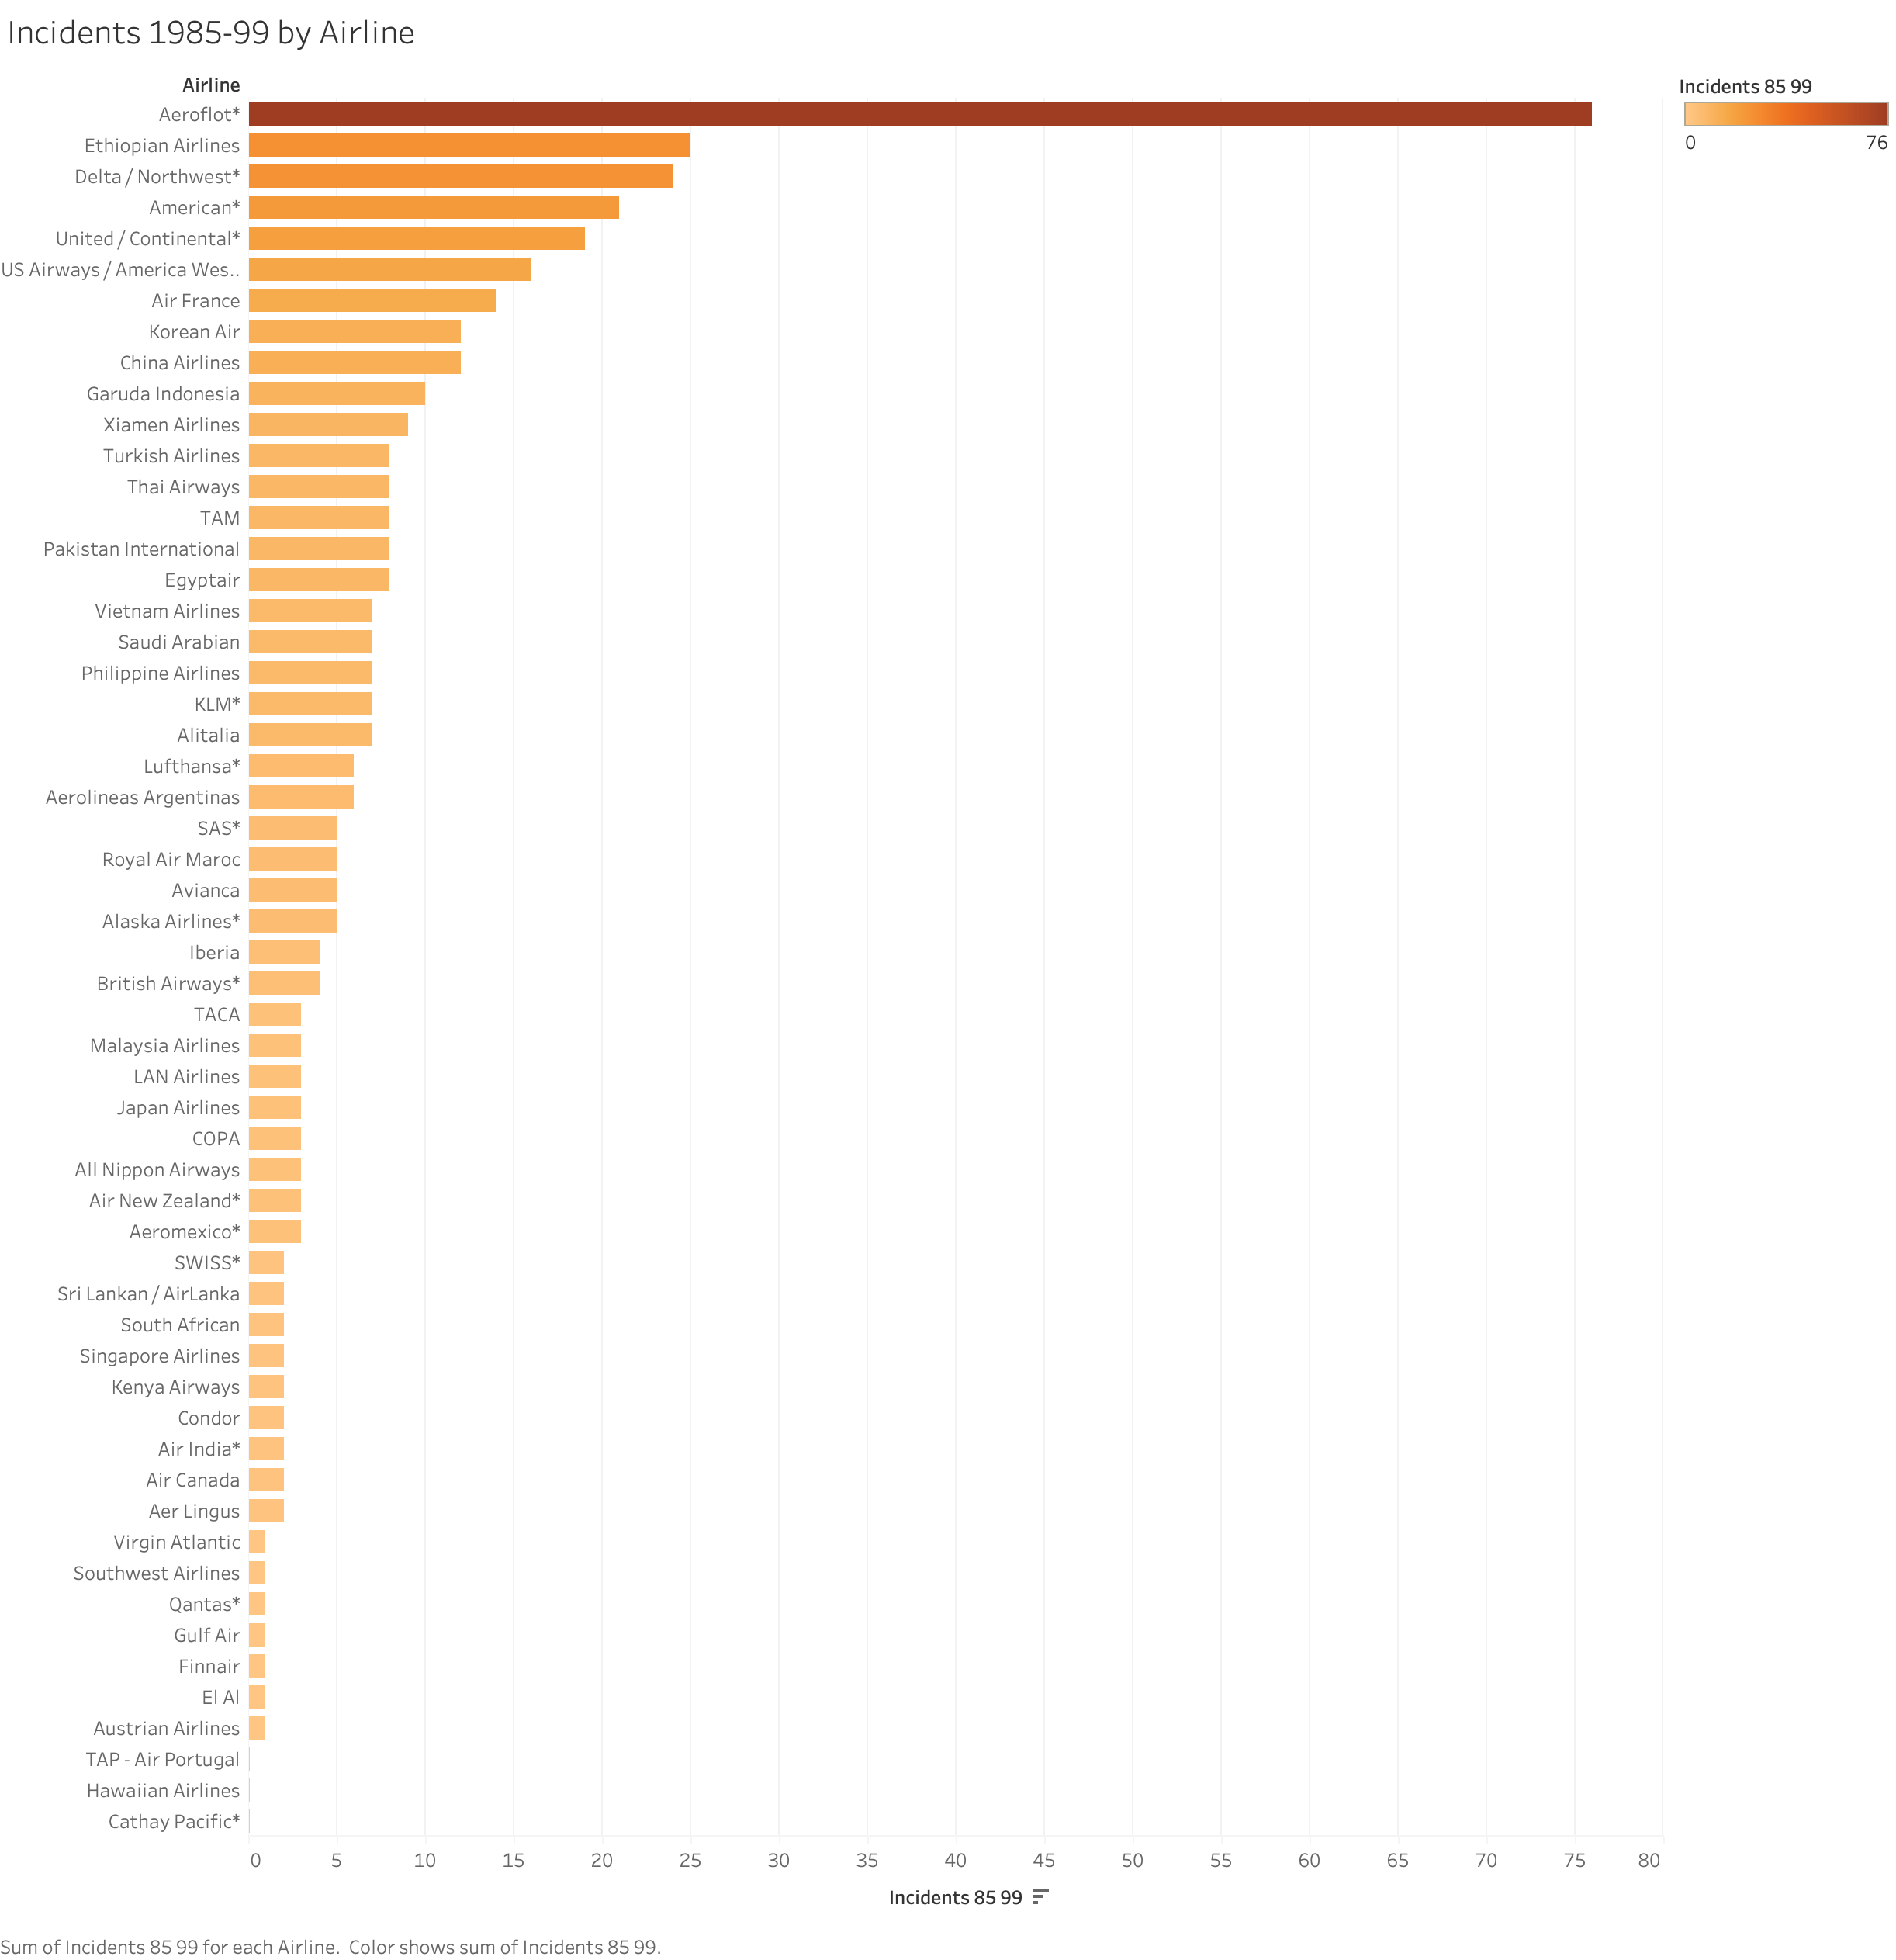 Incidents 1985-99 by Airline
Airline
Aeroflot*
Ethiopian Airlines
Delta / Northwest*
American*
United / Continental*
US Airways / America Wes..
Air France
Korean Air
China Airlines
Garuda Indonesia
Xiamen Airlines
Turkish Airlines
Thai Airways
TAM
Pakistan International
Egyptair
Vietnam Airlines
Saudi Arabian
Philippine Airlines
KLM*
Alitalia
Lufthansa*
Aerolineas Argentinas
SAS*
Royal Air Maroc
Avianca
Alaska Airlines*
Iberia
British Airways*
TACA
Malaysia Airlines
LAN Airlines
Japan Airlines
COPA
All Nippon Airways
Air New Zealand*
Aeromexico*
SWISS*
Sri Lankan / AirLanka
South African
Singapore Airlines
Kenya Airways
Condor
Air India*
Air Canada
Aer Lingus
Virgin Atlantic
Southwest Airlines
Qantas*
Gulf Air
Finnair
El Al
Austrian Airlines
TAP - Air Portugal
Hawaiian Airlines
Cathay Pacific*
0 5 10 15 20 25 30 35 40 45 50 55 60 65 70 75 80
Incidents 85 99
Incidents 85 99
0 76
Sum of Incidents 85 99 for each Airline.  Color shows sum of Incidents 85 99.